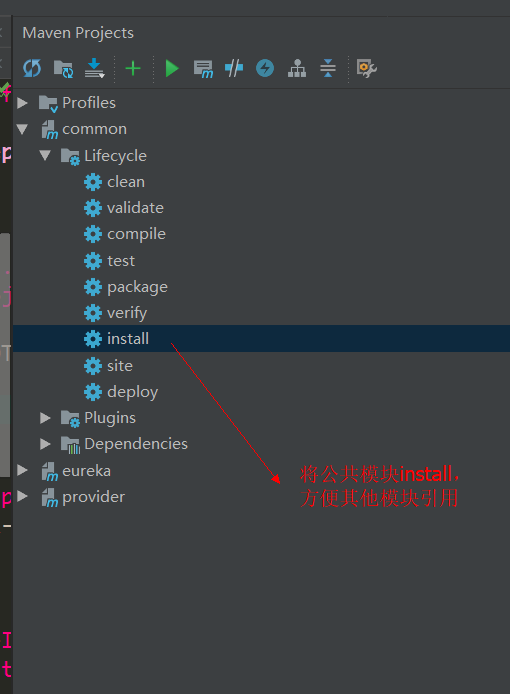 Maven Projects
Profiles
common
Lifecycle
clean
validate
compile
test
package
verify
install
site
deploy
Plugins
Dependencies
eureka
provider
将公共模块install,
方便其他模块引用